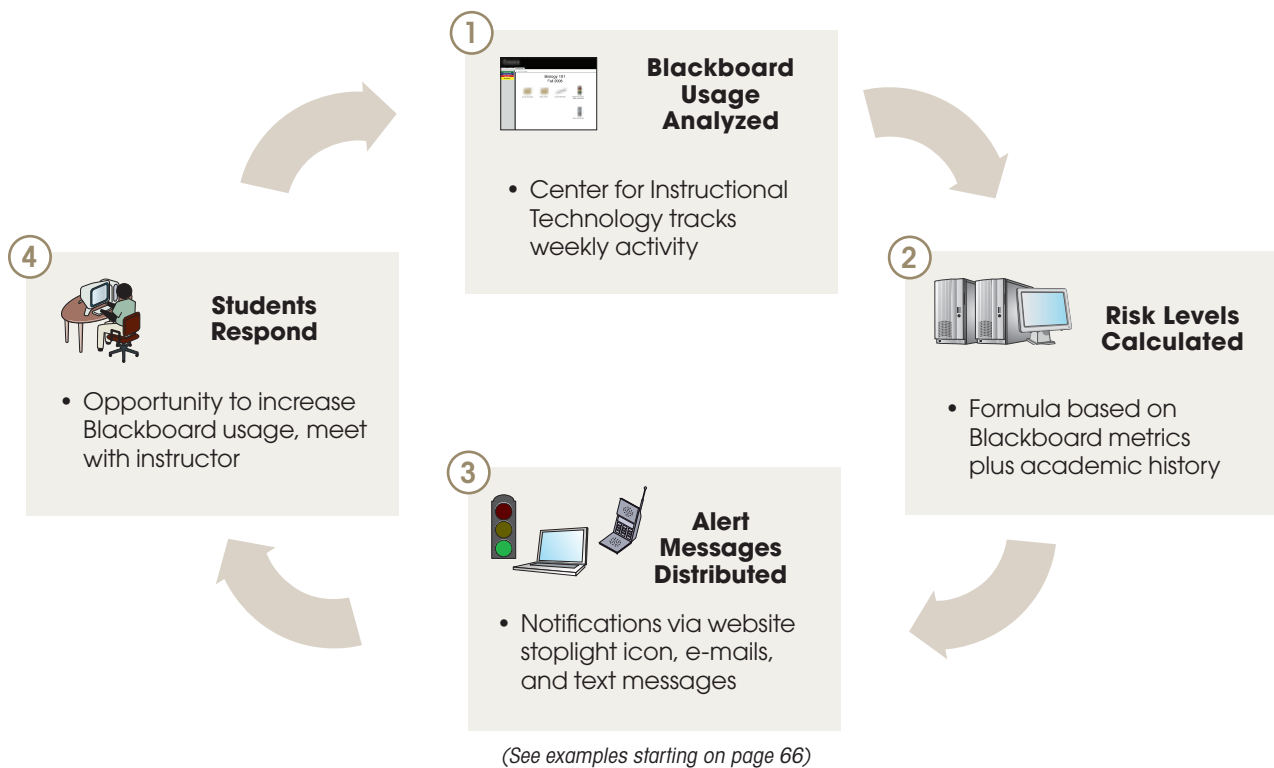 1
Blackboard
Usage
Analyzed
Biology 101
• Center for Instructional
Technology tracks
weekly activity
2
Risk Levels
Calculated
• Formula based on
Blackboard metrics
plus academic history
3
Alert
Messages
Distributed
• Notifications via website
stoplight icon, e-mails,
and text messages
4
Students
Respond
• Opportunity to increase
Blackboard usage, meet
with instructor
(See examples starting on page 66)